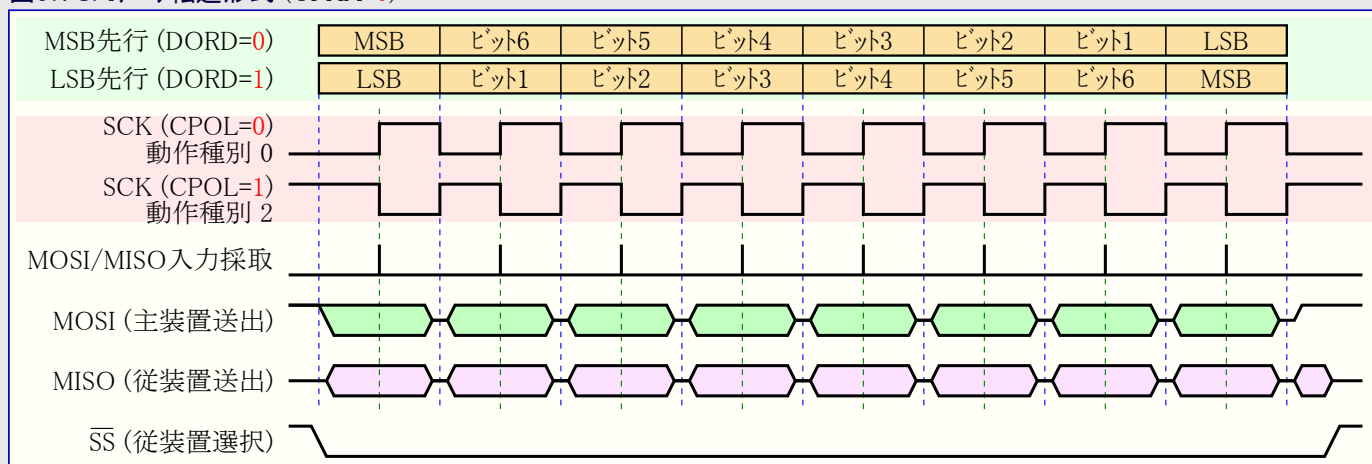 MSB先行 (DORD=0) MSB ビット6 ビット5 ビット4 ビット3 ビット2 ビット1 LSB
LSB先行 (DORD=1) LSB ビット1 ビット2 ビット3 ビット4 ビット5 ビット6 MSB
SCK (CPOL=0)
動作種別 0
SCK (CPOL=1)
動作種別 2
MOSI/MISO入力採取
MOSI (主装置送出)
MISO (従装置送出)
SS (従装置選択)